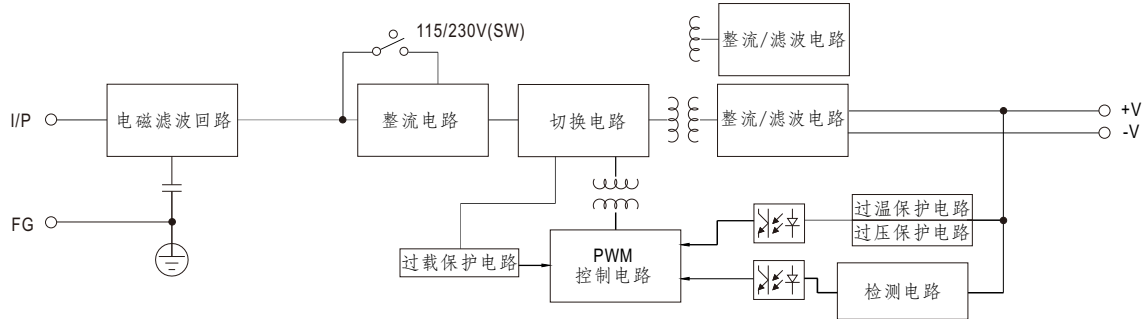 115/230V(SW)
整流/滤波电路
I/P
电磁滤波回路
整流电路
切换电路
整流/滤波电路
+V
-V
FG
过载保护电路
PWM
控制电路
过温保护电路
过压保护电路
检测电路